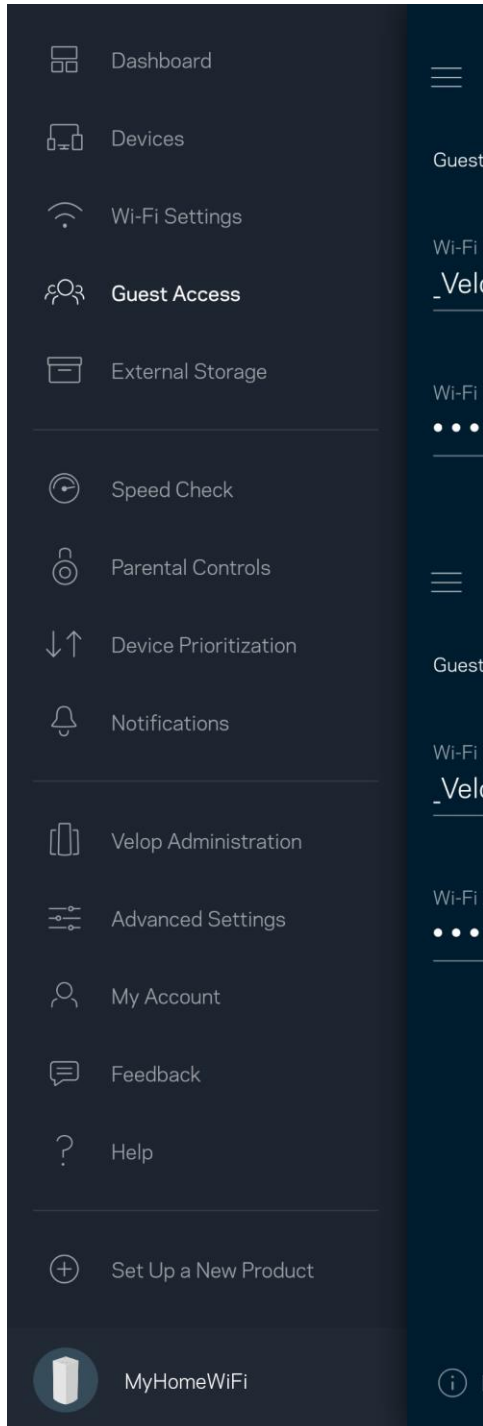 Dashboard
Devices
Wi-Fi Settings
Guest Access
External Storage
Speed Check
Parental Controls
Device Prioritization
Notifications
Velop Administration
Advanced Settings
My Account
Feedback
?
Help
Set Up a New Product
MyHomeWiFi
Guest
Wi-Fi
_Velo
Wi-Fi
Guest
Wi-Fi
_Velo
Wi-Fi